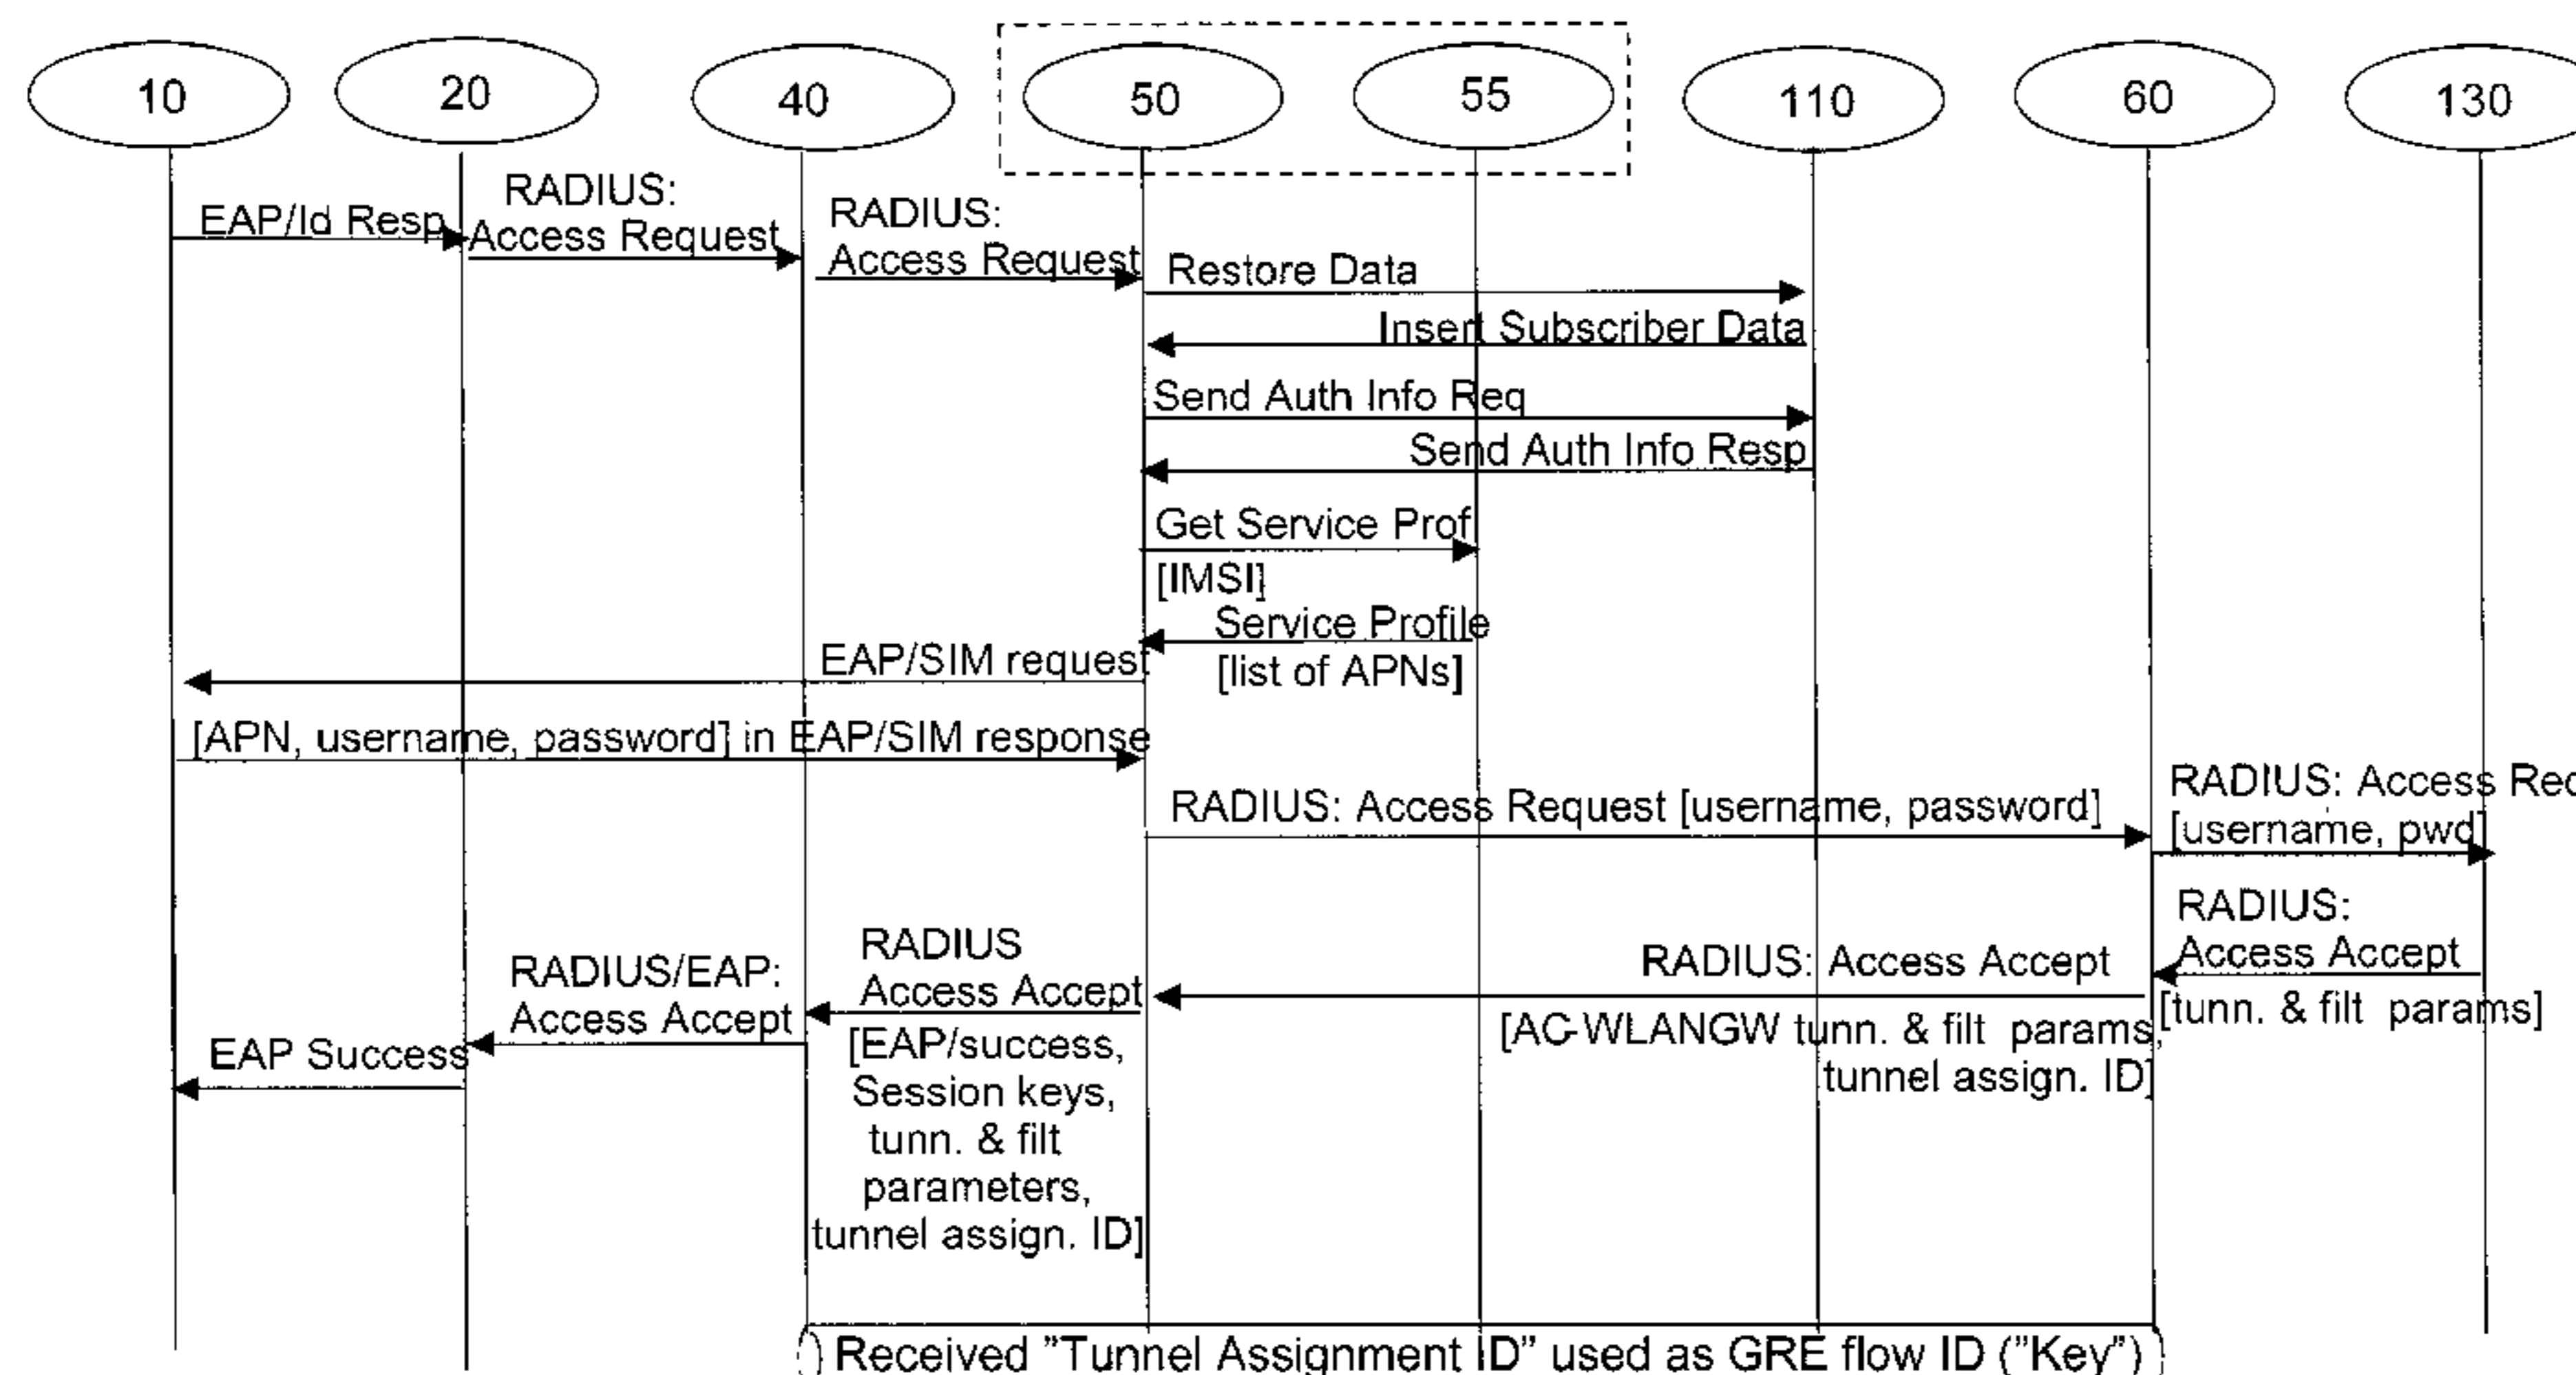 10
20
40
50
55
110
60
130
EAP/Id Resp
RADIUS:
Access Request
RADIUS:
Access Request
Restore Data
Insert Subscriber Data
Send Auth Info Req
Send Auth Info Resp
Get Service Prof
[IMSI]
Service Profile
[list of APNs]
EAP/SIM request
[APN, username, password] in EAP/SIM response
RADIUS: Access Request [username, password]
RADIUS: Access Req
[username, pwd]
RADIUS:
Access Accept
[tunn. & filt params]
RADIUS: Access Accept
[AC-WLANGW tunn. & filt params,
tunnel assign. ID]
RADIUS
Access Accept
[EAP/success,
Session keys,
tunn. & filt
parameters,
tunnel assign. ID]
RADIUS/EAP:
Access Accept
EAP Success
Received "Tunnel Assignment ID" used as GRE flow ID ("Key")